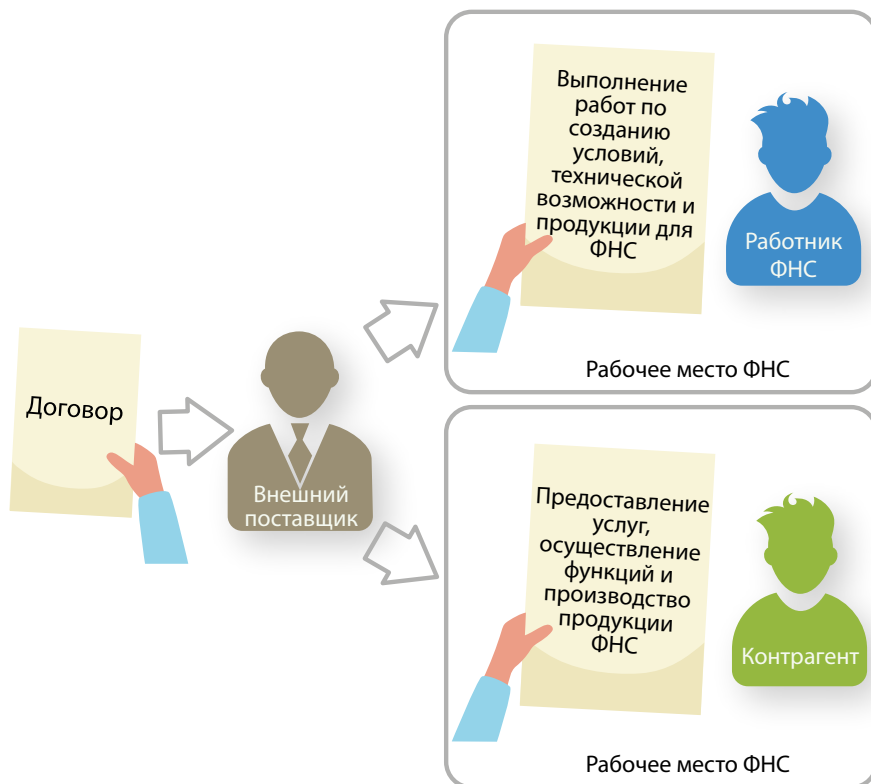 Договор
Внешний
поставщик
Выполнение
работ по
созданию
условий,
технической
возможности и
продукции для
ФНС
Работник
ФНС
Рабочее место ФНС
Предоставление
услуг,
осуществление
функций и
производство
продукции
ФНС
Контрагент
Рабочее место ФНС